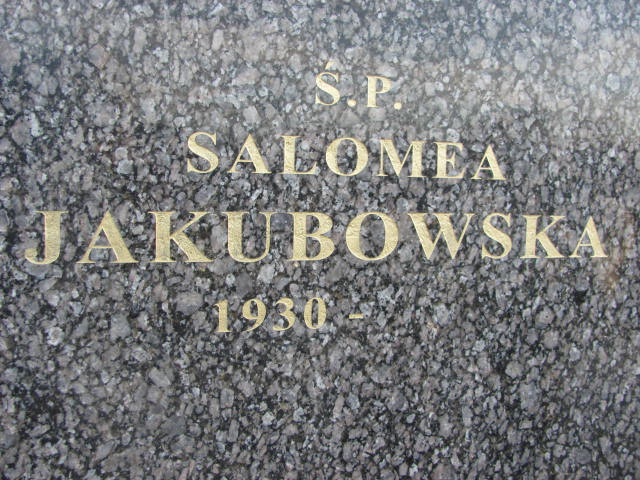 Ś.P.
SALOMEA
JAKUBOWSKA
1930 -